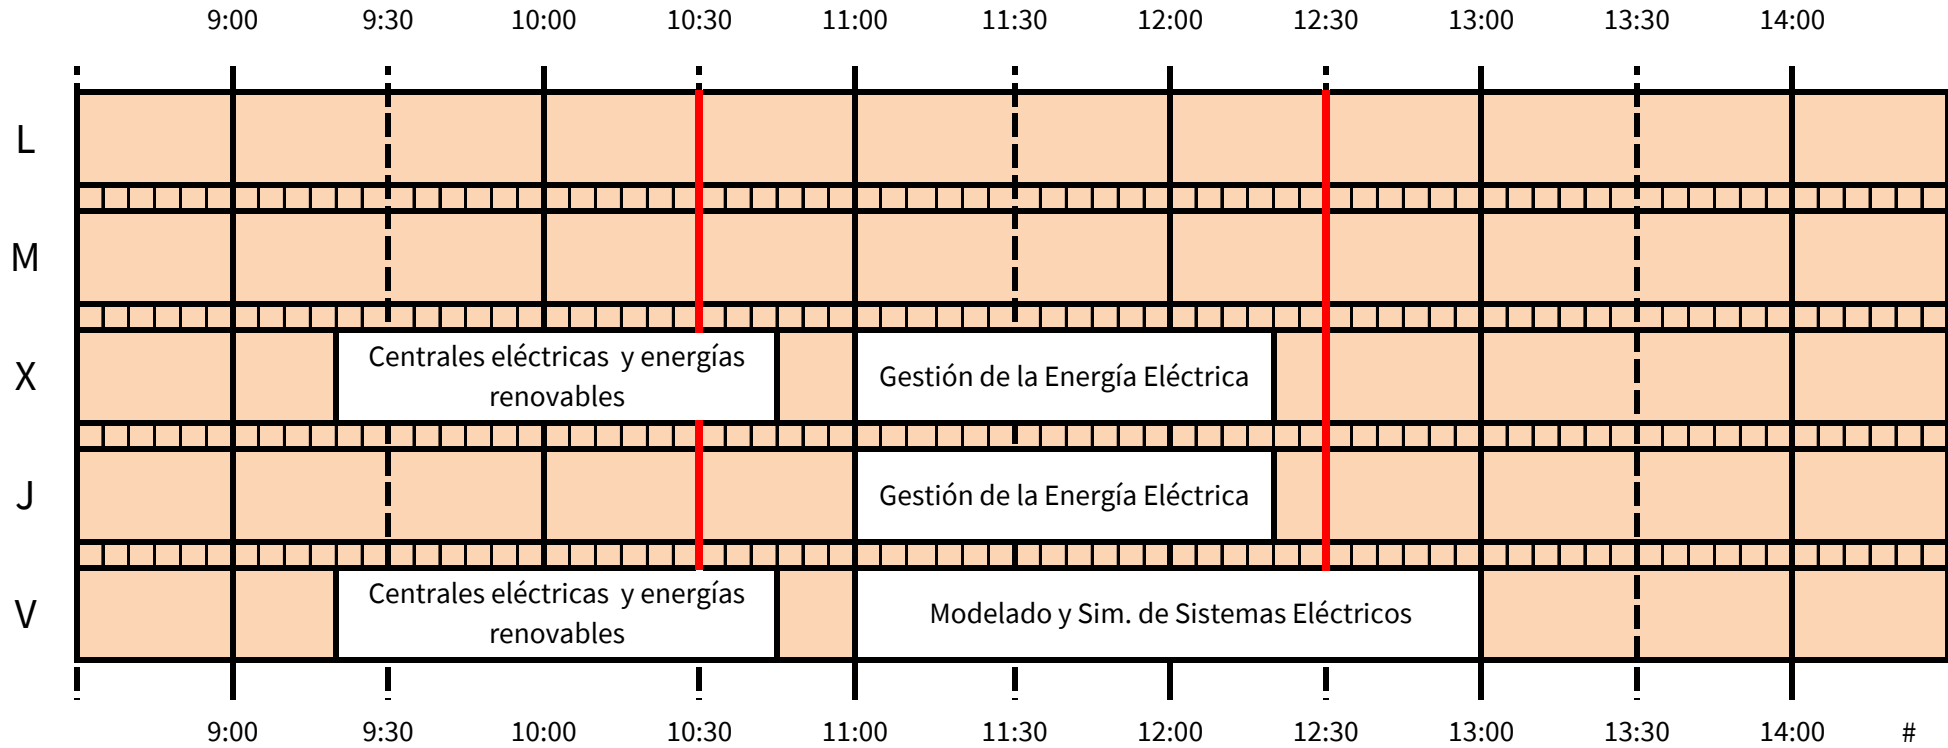 9:00 9:30 10:00 10:30 11:00 11:30 12:00 12:30 13:00 13:30 14:00
L
M
X
Centrales eléctricas  y energías
renovables
Gestión de la Energía Eléctrica
J
Gestión de la Energía Eléctrica
V
Centrales eléctricas  y energías
renovables
Modelado y Sim. de Sistemas Eléctricos
9:00 9:30 10:00 10:30 11:00 11:30 12:00 12:30 13:00 13:30 14:00 #